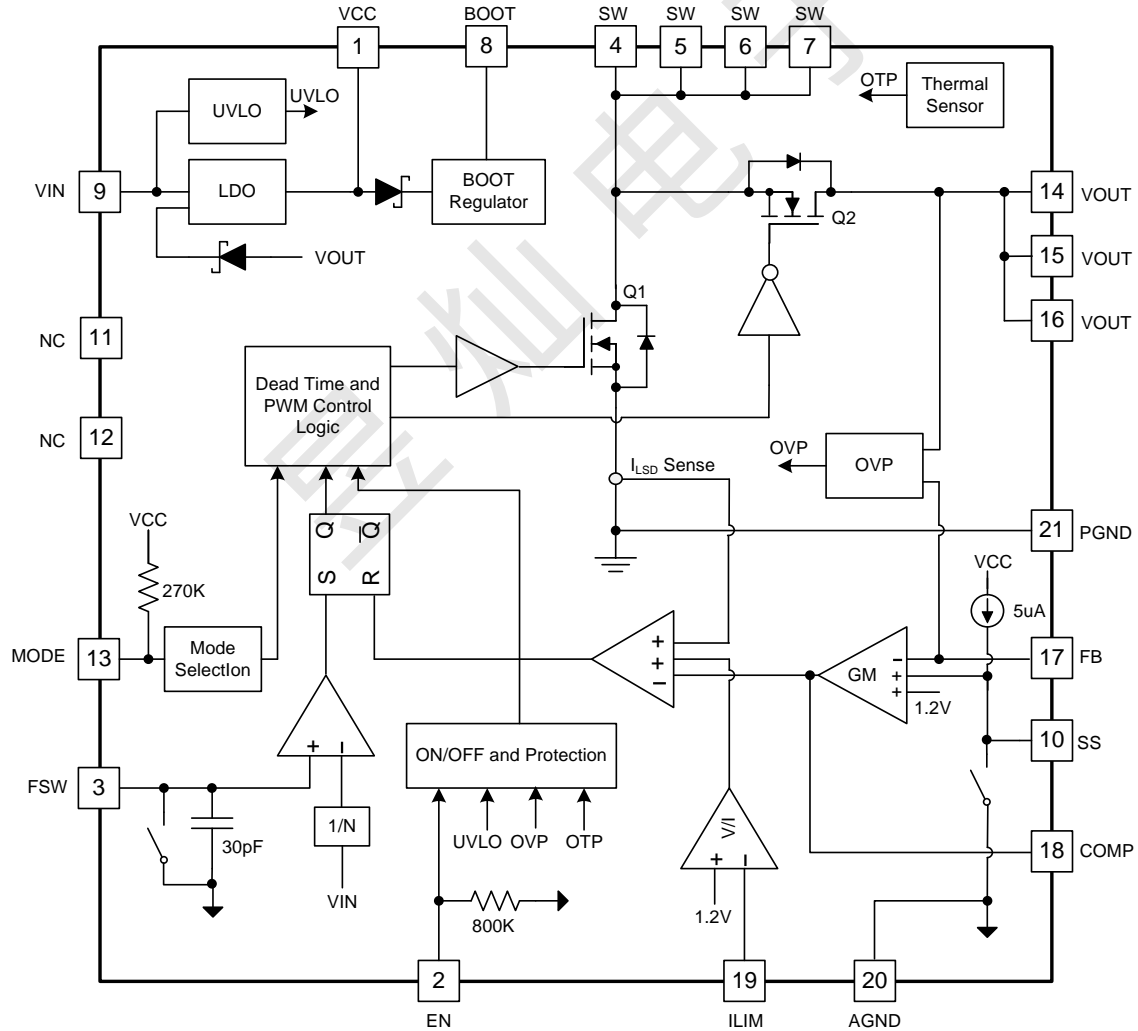 VCC
BOOT
SW
SW
SW
SW
1
8
4
5
6
7
UVLO
UVLO
OTP
Thermal
Sensor
VIN
9
LDO
BOOT
Regulator
14
VOUT
Q2
VOUT
15
VOUT
Q1
16
VOUT
NC
11
Dead Time and
PWM Control
Logic
NC
12
OVP
OVP
ILSD Sense
VCC
21
PGND
Q
Q
S
R
VCC
270K
5uA
MODE
13
Mode
SelectIon
+
+
-
GM
-
+
+
1.2V
17
FB
10
SS
ON/OFF and Protection
+
-
FSW
3
30pF
1/N
VIN
UVLO
OVP
OTP
V/I
+
-
18
COMP
800K
1.2V
2
19
20
EN
ILIM
AGND
昱灿电子